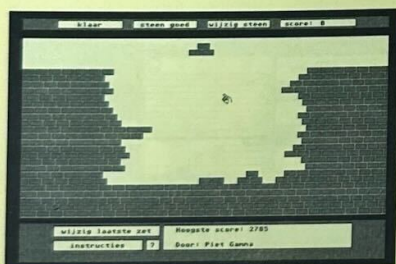 klaar steen goed wijzig steen score: 0
wijzig laatste zet Hoogste score: 2785
instructies ? Door: Piet Gamma